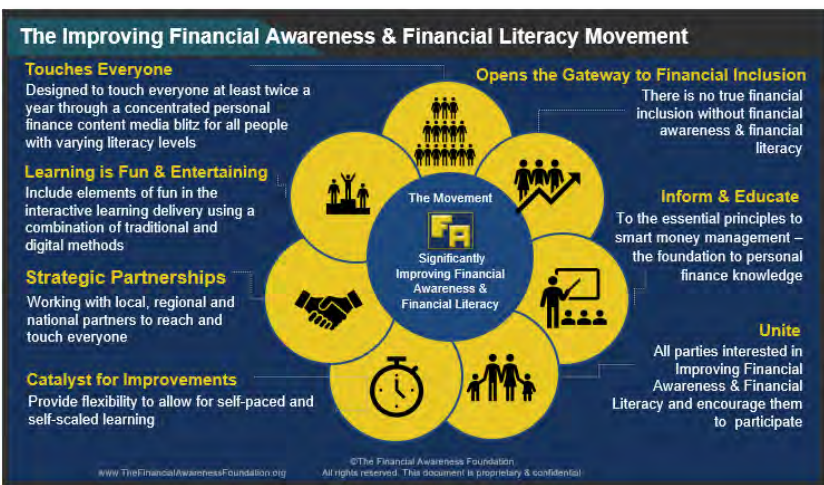 The Improving Financial Awareness & Financial Literacy Movement
Touches Everyone
Designed to touch everyone at least twice a
year through a concentrated personal
finance content media blitz for all people
with varying literacy levels
Learning is Fun & Entertaining
Include elements of fun in the
interactive learning delivery using a
combination of traditional and
digital methods
Strategic Partnerships
Working with local, regional and
national partners to reach and
touch everyone
Catalyst for Improvements
Provide flexibility to allow for self-paced and
self-scaled learning
The Movement
FA
Significantly
Improving Financial
Awareness &
Financial Literacy
Opens the Gateway to Financial Inclusion
There is no true financial
inclusion without financial
awareness & financial
literacy
Inform & Educate
To the essential principles to
smart money management –
the foundation to personal
finance knowledge
Unite
All parties interested in
Improving Financial
Awareness & Financial
Literacy and encourage them
to participate
www.TheFinancialAwarenessFoundation.org
©The Financial Awareness Foundation
All rights reserved. This document is proprietary & confidential